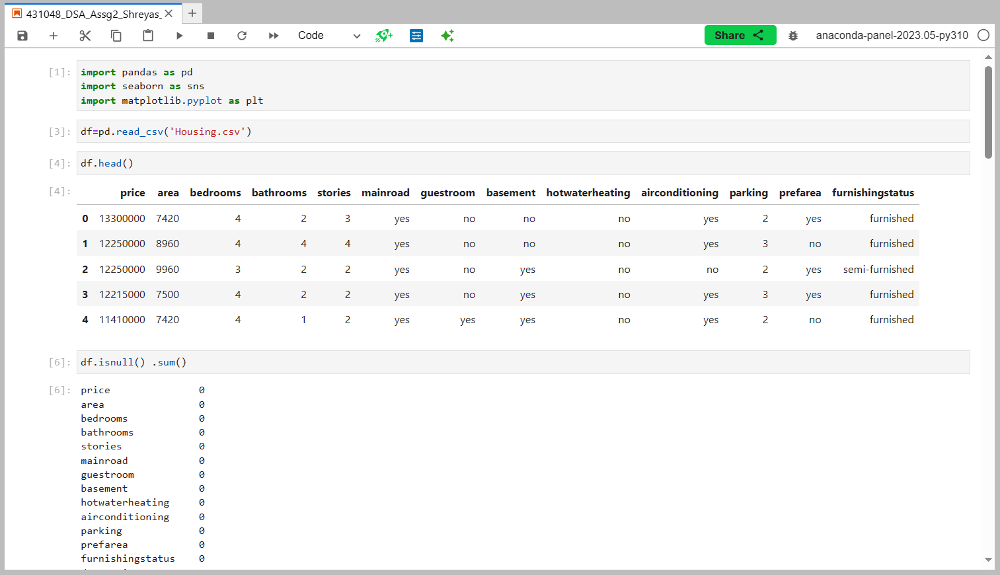 431048_DSA_Assg2_Shreyas_
Code
Share
anaconda-panel-2023.05-py310
[1]:
import pandas as pd
import seaborn as sns
import matplotlib.pyplot as plt
[3]:
df=pd.read_csv('Housing.csv')
[4]:
df.head()
[4]:
price area bedrooms bathrooms stories mainroad guestroom basement hotwaterheating airconditioning parking prefarea furnishingstatus
0 13300000 7420 4 2 3 yes no no no yes 2 yes furnished
1 12250000 8960 4 4 4 yes no no no yes 3 no furnished
2 12250000 9960 3 2 2 yes no yes no no 2 yes semi-furnished
3 12215000 7500 4 2 2 yes no yes no yes 3 yes furnished
4 11410000 7420 4 1 2 yes yes yes no yes 2 no furnished
[6]:
df.isnull() .sum()
[6]:
price 0
area 0
bedrooms 0
bathrooms 0
stories 0
mainroad 0
guestroom 0
basement 0
hotwaterheating 0
airconditioning 0
parking 0
prefarea 0
furnishingstatus 0